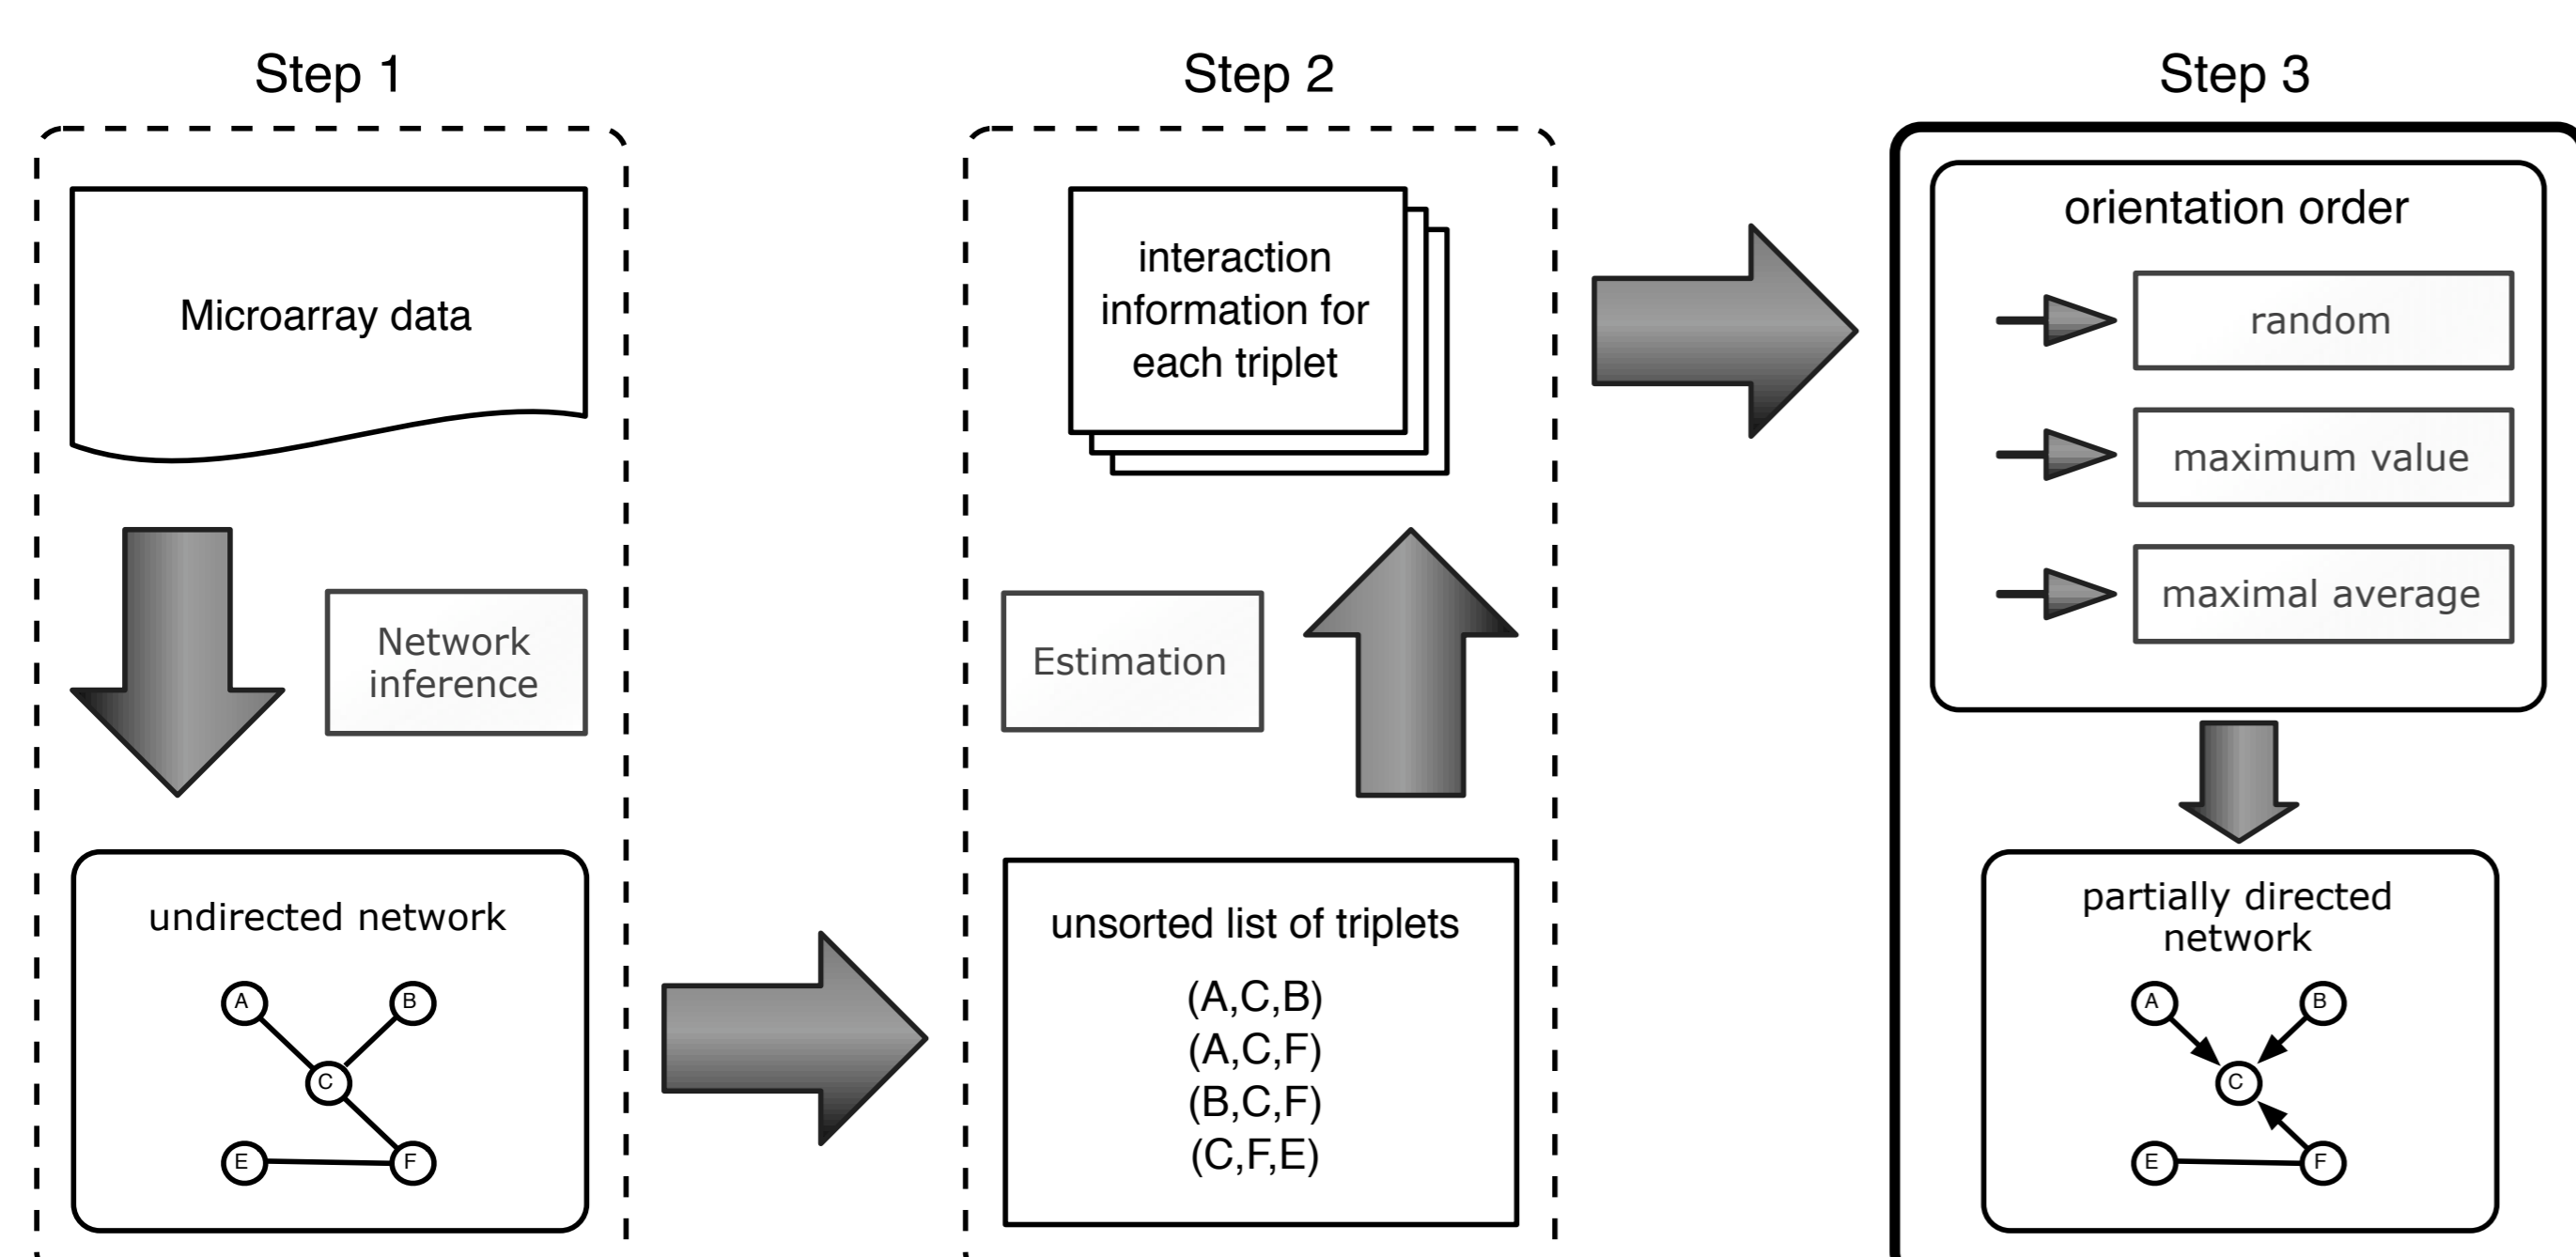 Step 1
Microarray data
Network
inference
undirected network
A
B
C
E
F
Step 2
interaction
information for
each triplet
Estimation
unsorted list of triplets
(A,C,B)
(A,C,F)
(B,C,F)
(C,F,E)
Step 3
orientation order
random
maximum value
maximal average
partially directed
network
A
B
C
E
F